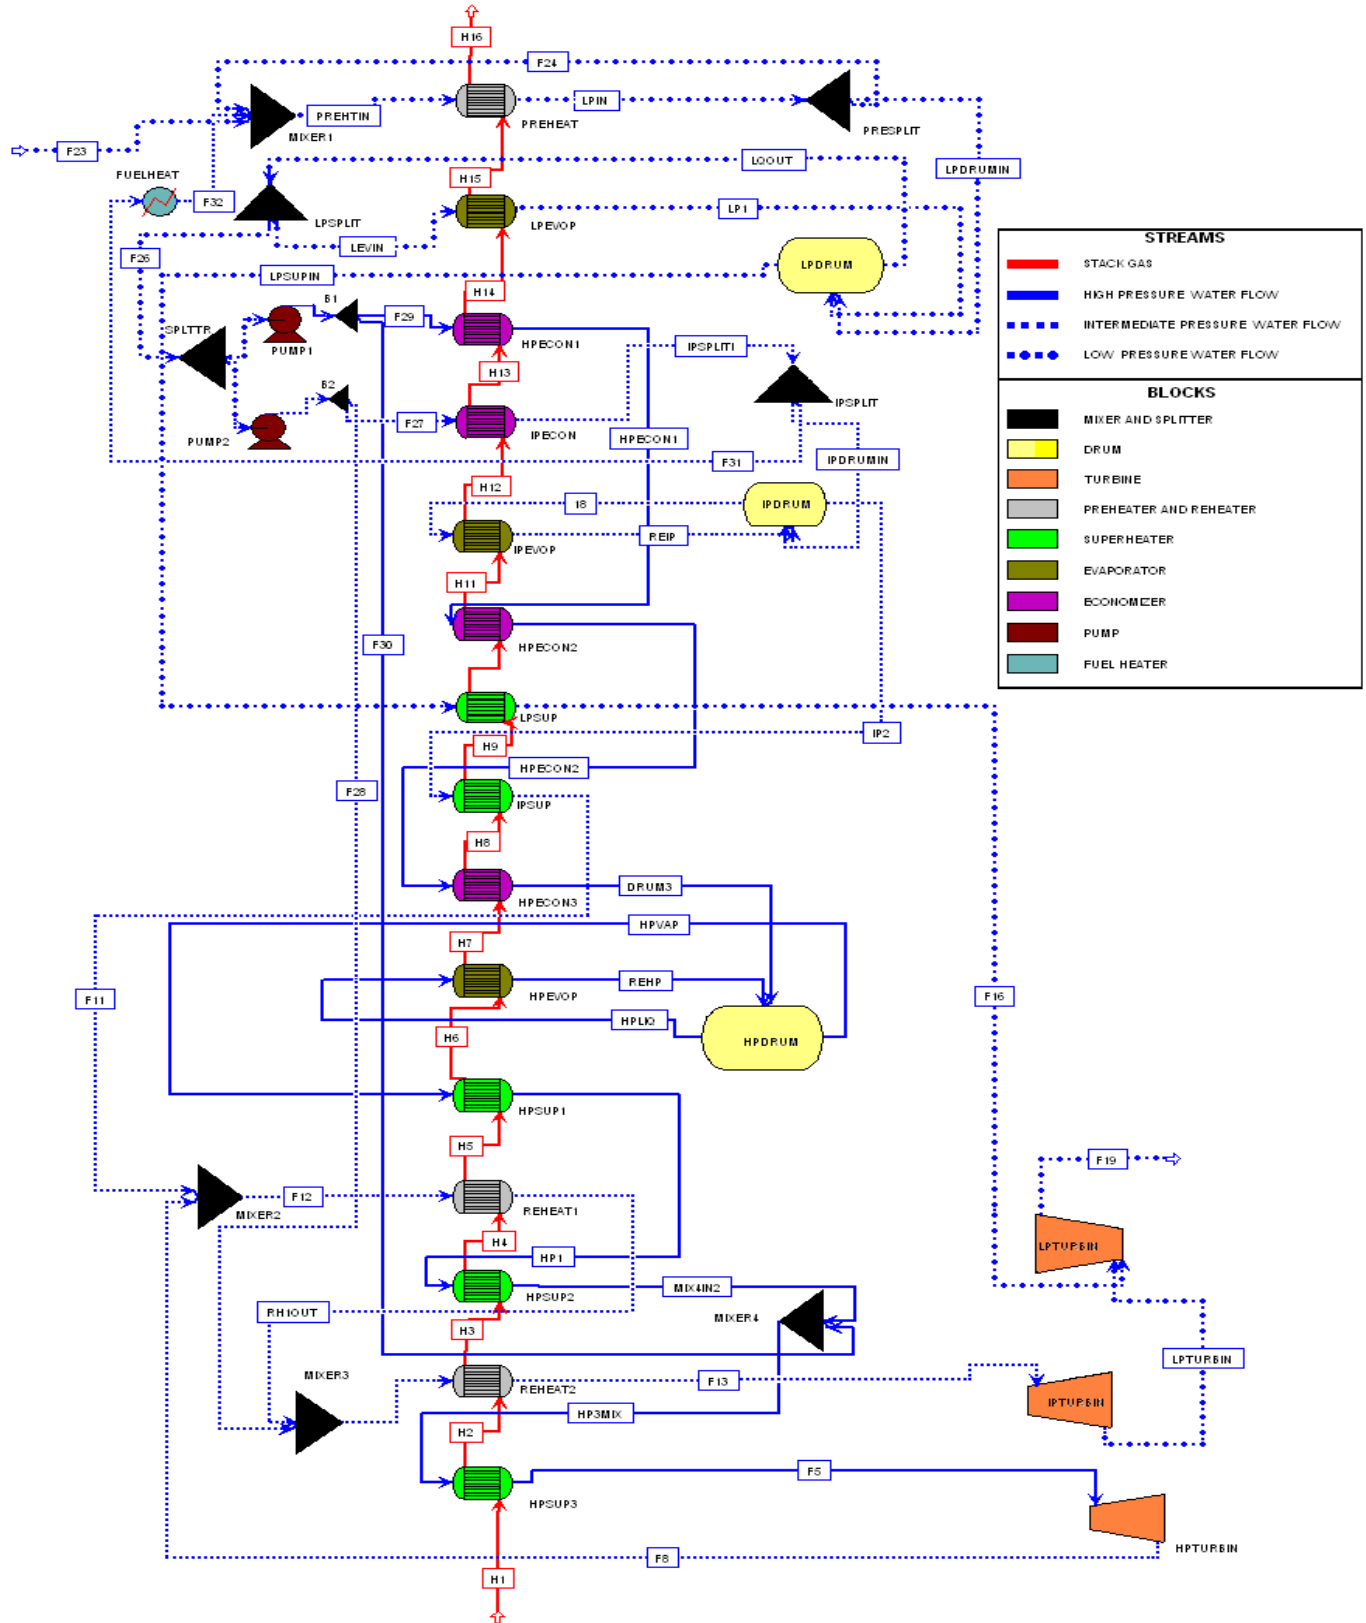 H16
F24
PREHTIN
LPIN
MIXER1
PREHEAT
PRESPLIT
F23
LQOUT
LPDRUMIN
FUELHEAT
H15
F32
LP1
LPSPLIT
LPEVOP
LEVIN
F26
LPSUPIN
LPDRUM
STREAMS
STACK GAS
HIGH PRESSURE WATER FLOW
INTERMEDIATE PRESSURE WATER FLOW
LOW PRESSURE WATER FLOW
BLOCKS
MIXER AND SPLITTER
DRUM
TURBINE
PREHEATER AND REHEATER
SUPERHEATER
EVAPORATOR
ECONOMIZER
PUMP
FUEL HEATER
H14
B1
F29
SPLTTR
PUMP1
HPECON1
IPSPLIT1
H13
B2
IPSPLIT
PUMP2
F27
IPECON
HPECON1
F31
IPDRUMIN
H12
18
IPDRUM
REIP
IPEVOP
H11
F30
HPECON2
LPSUP
H9
IP2
HPECON2
F28
IPSUP
H8
HPECON3
DRUM3
HPVAP
H7
F11
F16
REHP
HPEVOP
HPLIQ
H6
HPDRUM
HPSUP1
H5
F19
F12
MIXER2
REHEAT1
H4
LPTURBIN
HP1
HPSUP2
MIX4IN2
RH1OUT
H3
MIXER4
LPTURBIN
MIXER3
F13
REHEAT2
IPTURBIN
HP3MIX
H2
F5
HPSUP3
HPTURBIN
F8
H1